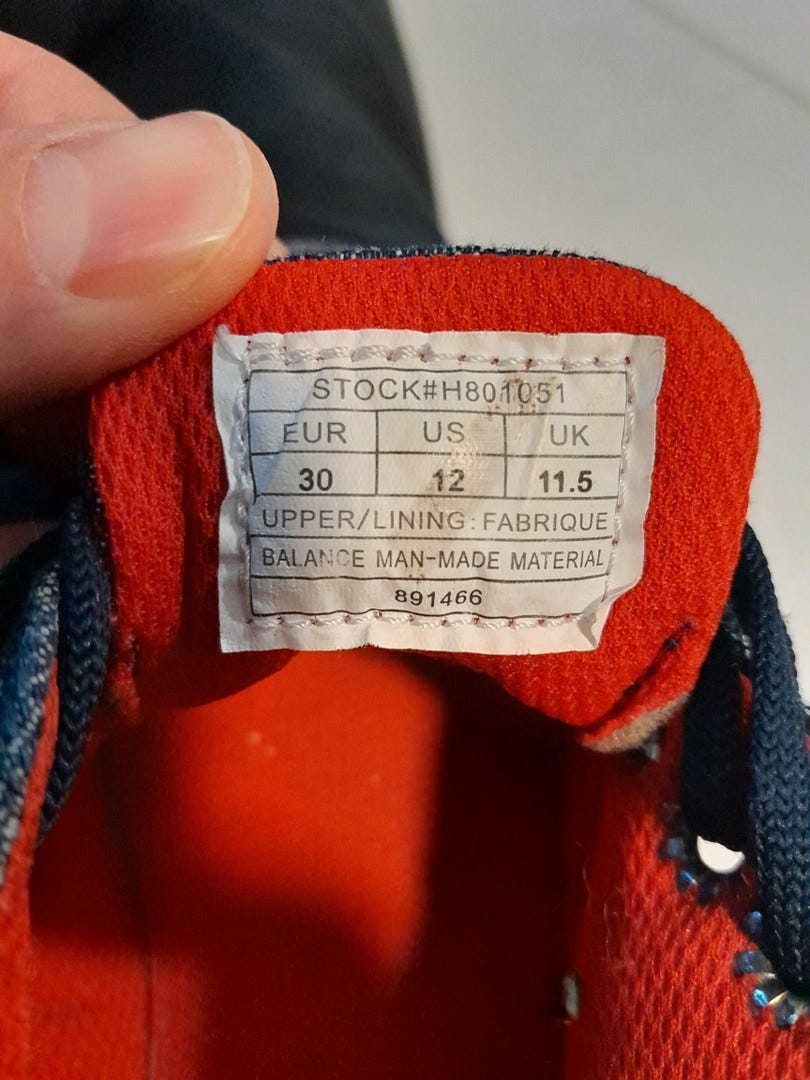 STOCK#H801051
EUR US UK
30 12 11.5
UPPER/LINING:FABRIQUE
BALANCE MAN-MADE MATERIAL
891466